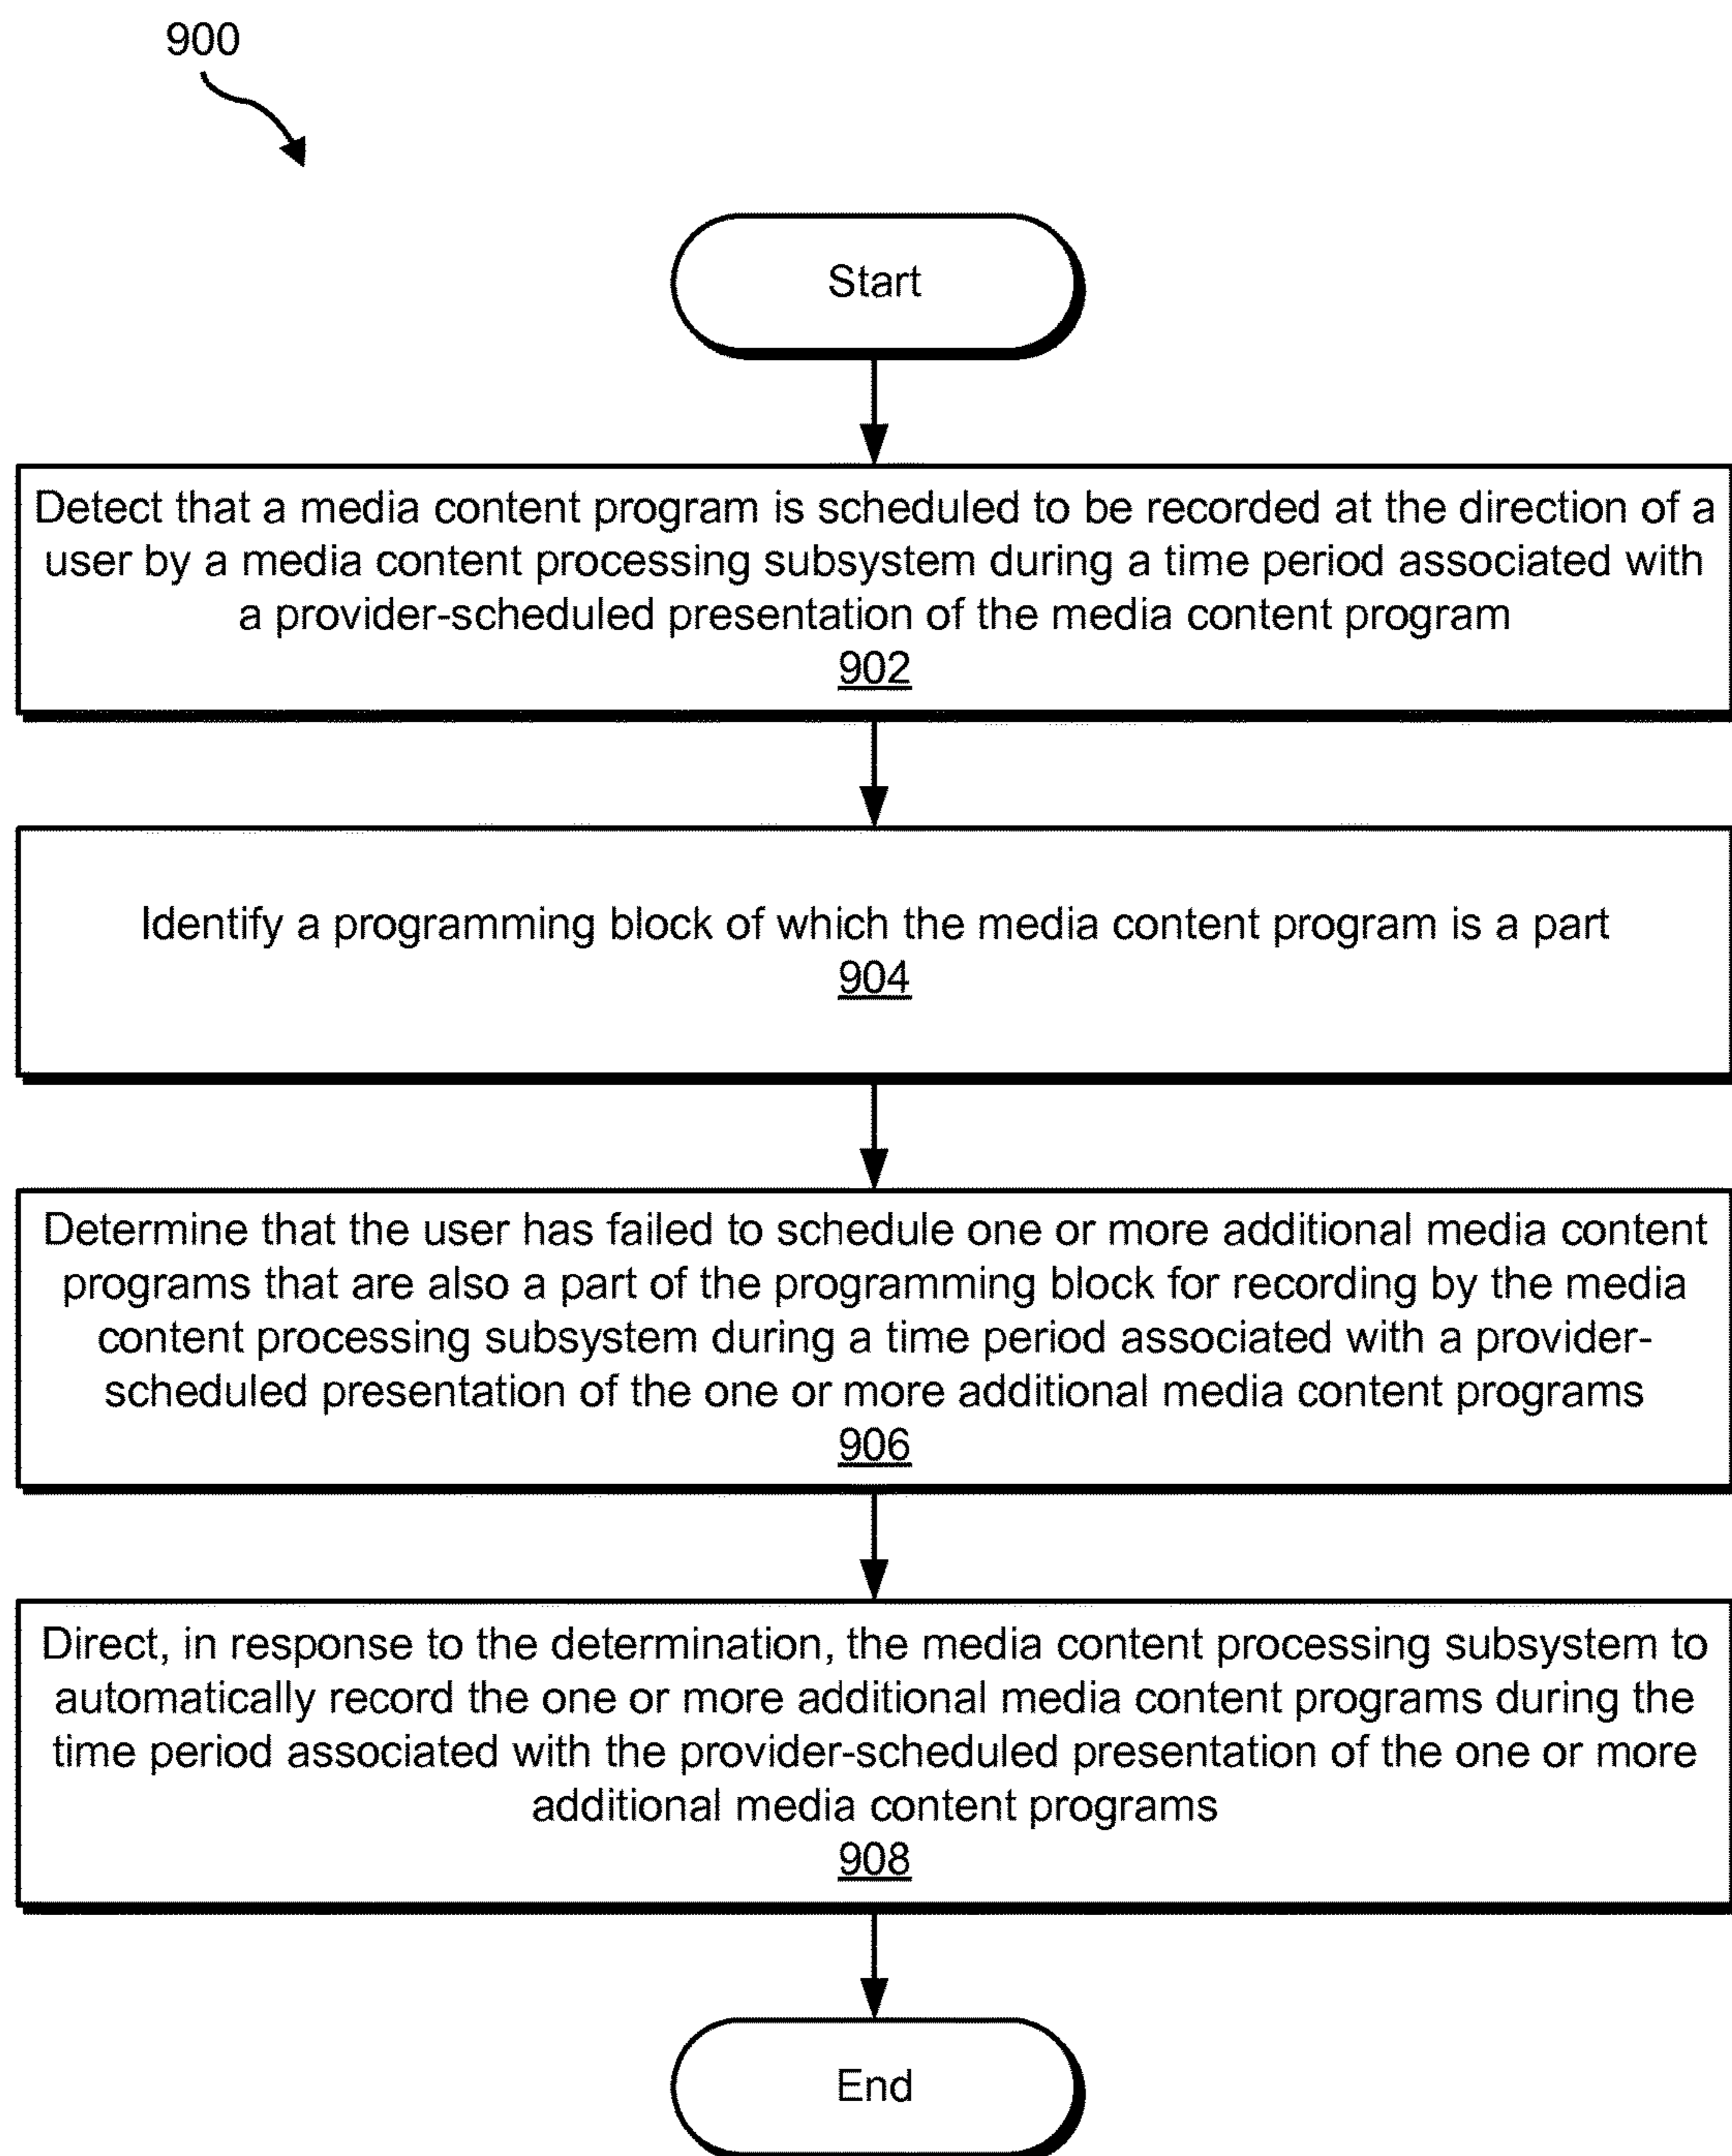 900
Start
Detect that a media content program is scheduled to be recorded at the direction of a
user by a media content processing subsystem during a time period associated with
a provider-scheduled presentation of the media content program
902
Identify a programming block of which the media content program is a part
904
Determine that the user has failed to schedule one or more additional media content
programs that are also a part of the programming block for recording by the media
content processing subsystem during a time period associated with a provider-
scheduled presentation of the one or more additional media content programs
906
Direct, in response to the determination, the media content processing subsystem to
automatically record the one or more additional media content programs during the
time period associated with the provider-scheduled presentation of the one or more
additional media content programs
908
End